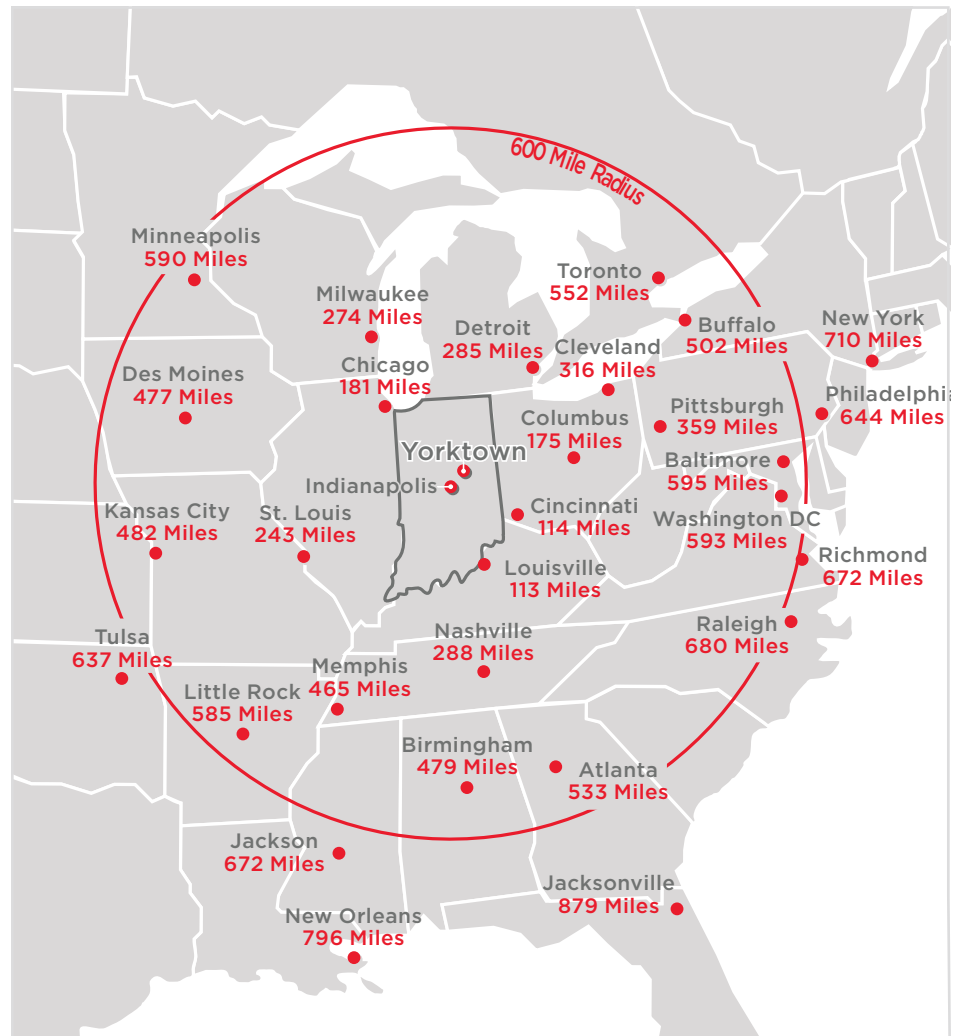 600 Mile Radius
Minneapolis
590 Miles
Toronto
552 Miles
Milwaukee
274 Miles
Detroit
285 Miles
Buffalo
502 Miles
New York
710 Miles
Cleveland
316 Miles
Chicago
181 Miles
Des Moines
477 Miles
Philadelphia
644 Miles
Columbus
175 Miles
Pittsburgh
359 Miles
Yorktown
Baltimore
595 Miles
Indianapolis
Kansas City
482 Miles
St. Louis
243 Miles
Cincinnati
114 Miles
Washington DC
593 Miles
Richmond
672 Miles
Louisville
113 Miles
Tulsa
637 Miles
Nashville
288 Miles
Raleigh
680 Miles
Memphis
465 Miles
Little Rock
585 Miles
Birmingham
479 Miles
Atlanta
533 Miles
Jackson
672 Miles
Jacksonville
879 Miles
New Orleans
796 Miles